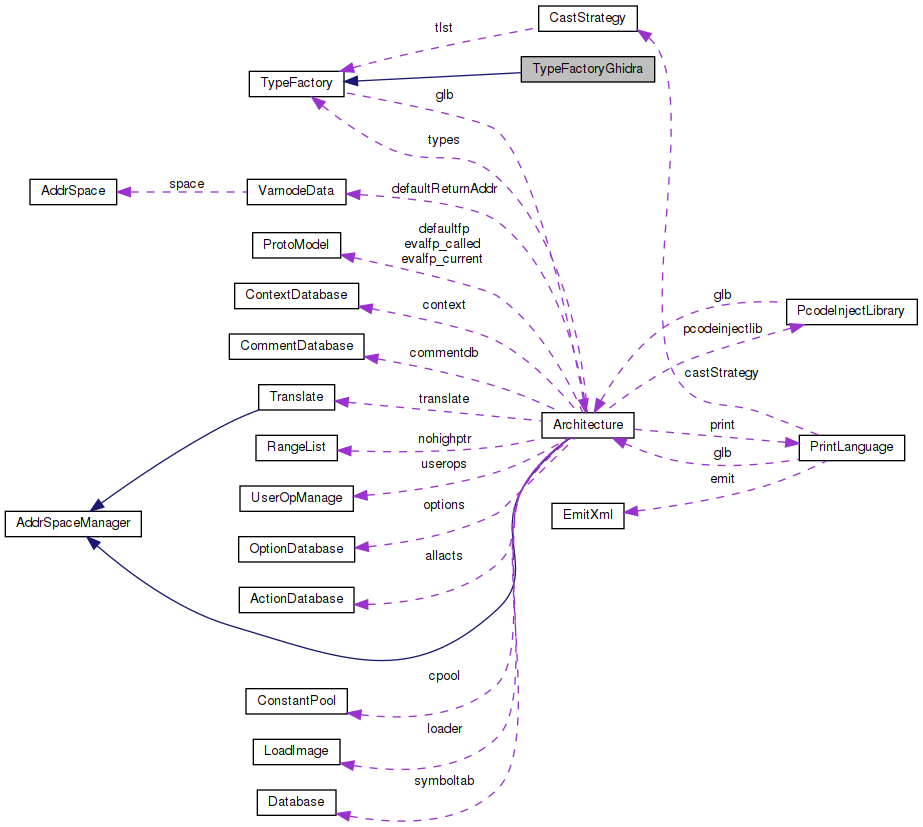 CastStrategy
tlst
TypeFactoryGhidra
TypeFactory
glb
types
AddrSpace
space
VarnodeData
defaultReturnAddr
defaultfp
evalfp_called
evalfp_current
ProtoModel
ContextDatabase
context
glb
PcodeInjectLibrary
pcodeinjectlib
CommentDatabase
commentdb
castStrategy
Translate
translate
Architecture
print
RangeList
nohighptr
PrintLanguage
glb
userops
emit
UserOpManage
options
EmitXml
AddrSpaceManager
OptionDatabase
allacts
ActionDatabase
cpool
ConstantPool
loader
LoadImage
symboltab
Database